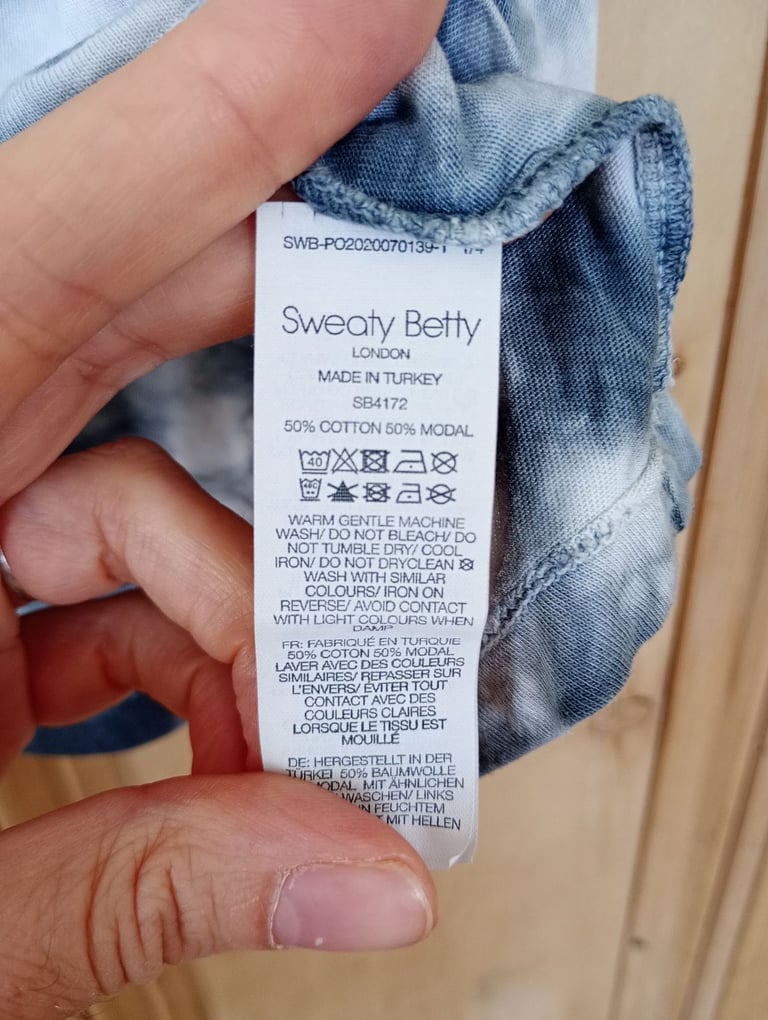 SWB-PO2020070139-1 1/4
Sweaty Betty
LONDON
MADE IN TURKEY
SB4172
50% COTTON 50% MODAL
40
WARM GENTLE MACHINE
WASH/ DO NOT BLEACH/ DO
NOT TUMBLE DRY/ COOL
IRON/ DO NOT DRYCLEAN
WASH WITH SIMILAR
COLOURS/ IRON ON
REVERSE/ AVOID CONTACT
WITH LIGHT COLOURS WHEN
DAMP
FR: FABRIQUÉ EN TURQUIE
50% COTON 50% MODAL
LAVER AVEC DES COULEURS
SIMILAIRES/ REPASSER SUR
L'ENVERS/ ÉVITER TOUT
CONTACT AVEC DES
COULEURS CLAIRES
LORSQUE LE TISSU EST
MOUILLÉ
DE: HERGESTELLT IN DER
TÜRKEI 50% BAUMWOLLE
MODAL MIT ÄHNLICHEN
WASCHEN/ LINKS
IN FEUCHTEM
MIT HELLEN